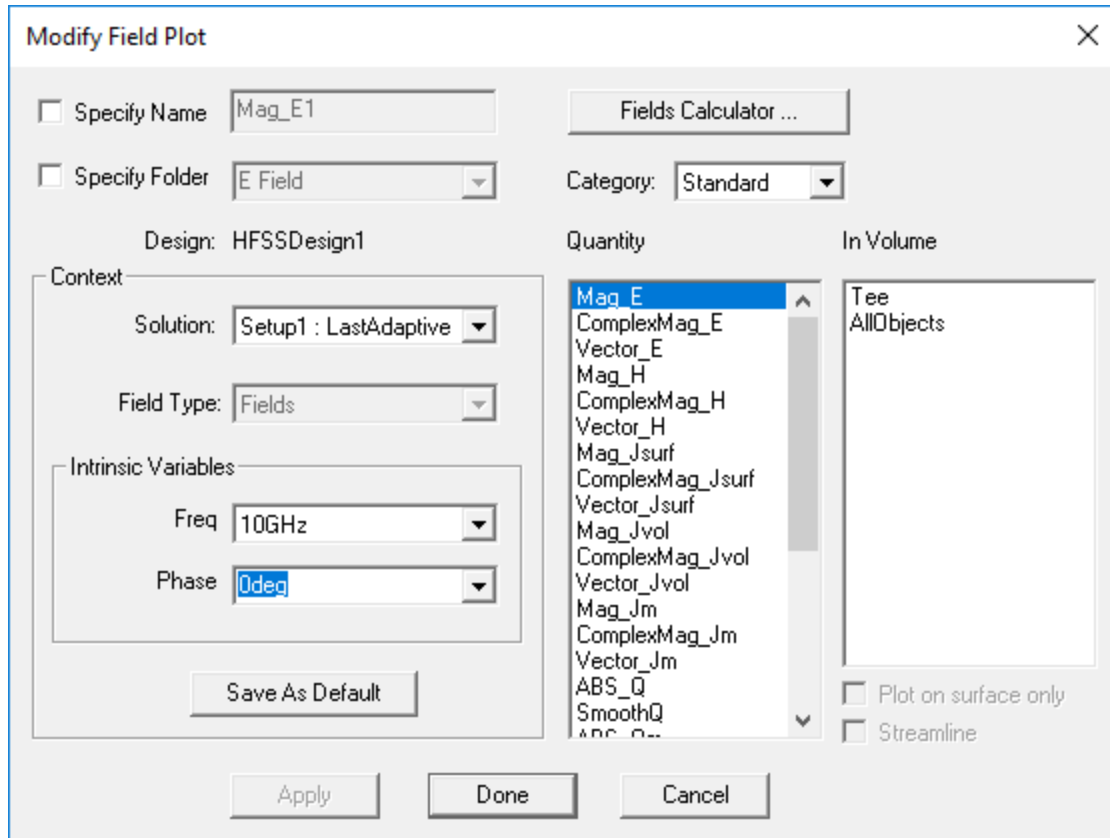 Modify Field Plot
Specify Name
Mag_E1
Fields Calculator ...
Specify Folder
E Field
Category:
Standard
Design: HFSSDesign1
Quantity
In Volume
Context
Solution:
Setup1 : LastAdaptive
Field Type:
Fields
Intrinsic Variables
Freq
10GHz
Phase
0deg
Save As Default
Mag_E
ComplexMag_E
Vector_E
Mag_H
ComplexMag_H
Vector_H
Mag_Jsurf
ComplexMag_Jsurf
Vector_Jsurf
Mag_Jvol
ComplexMag_Jvol
Vector_Jvol
Mag_Jm
ComplexMag_Jm
Vector_Jm
ABS_Q
SmoothQ
Tee
AllObjects
Plot on surface only
Streamline
Apply
Done
Cancel